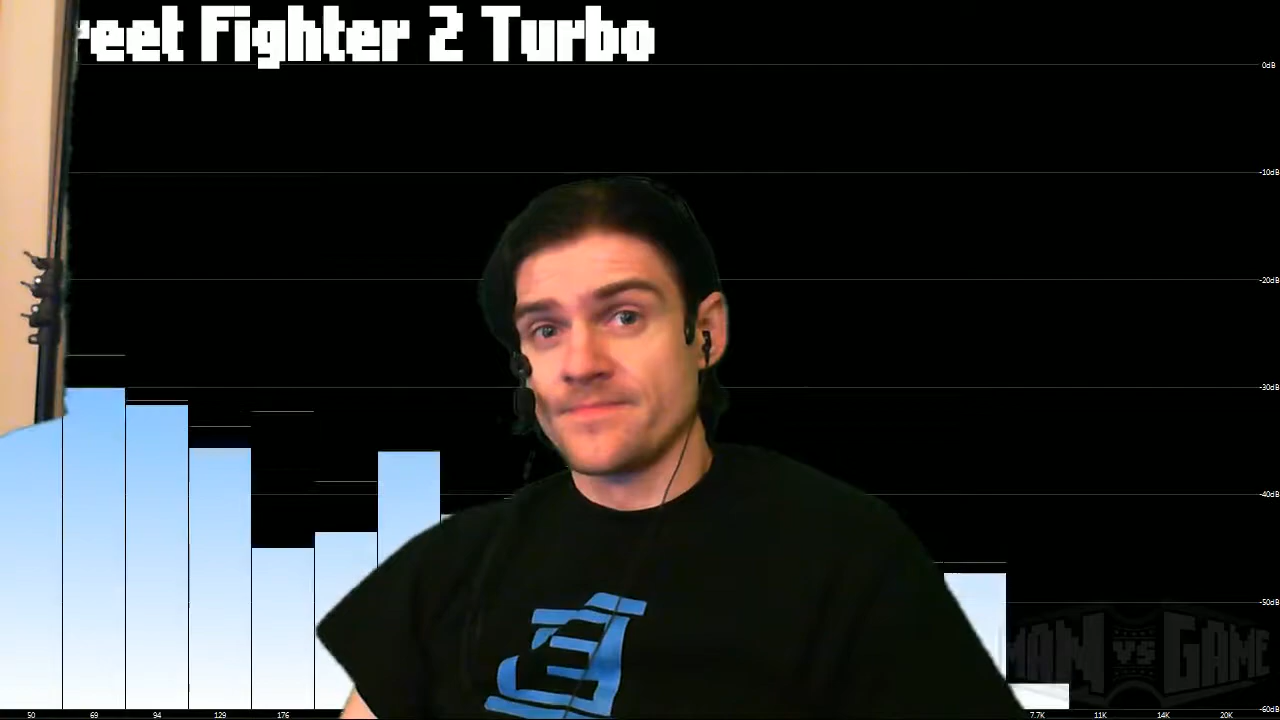 reet Fighter 2 Turbo
0dB
-10dB
-20dB
-30dB
-40dB
-50dB
MAN VS GAME
-60dB
50 69 94 129 176 7.7K 11K 14K 20K